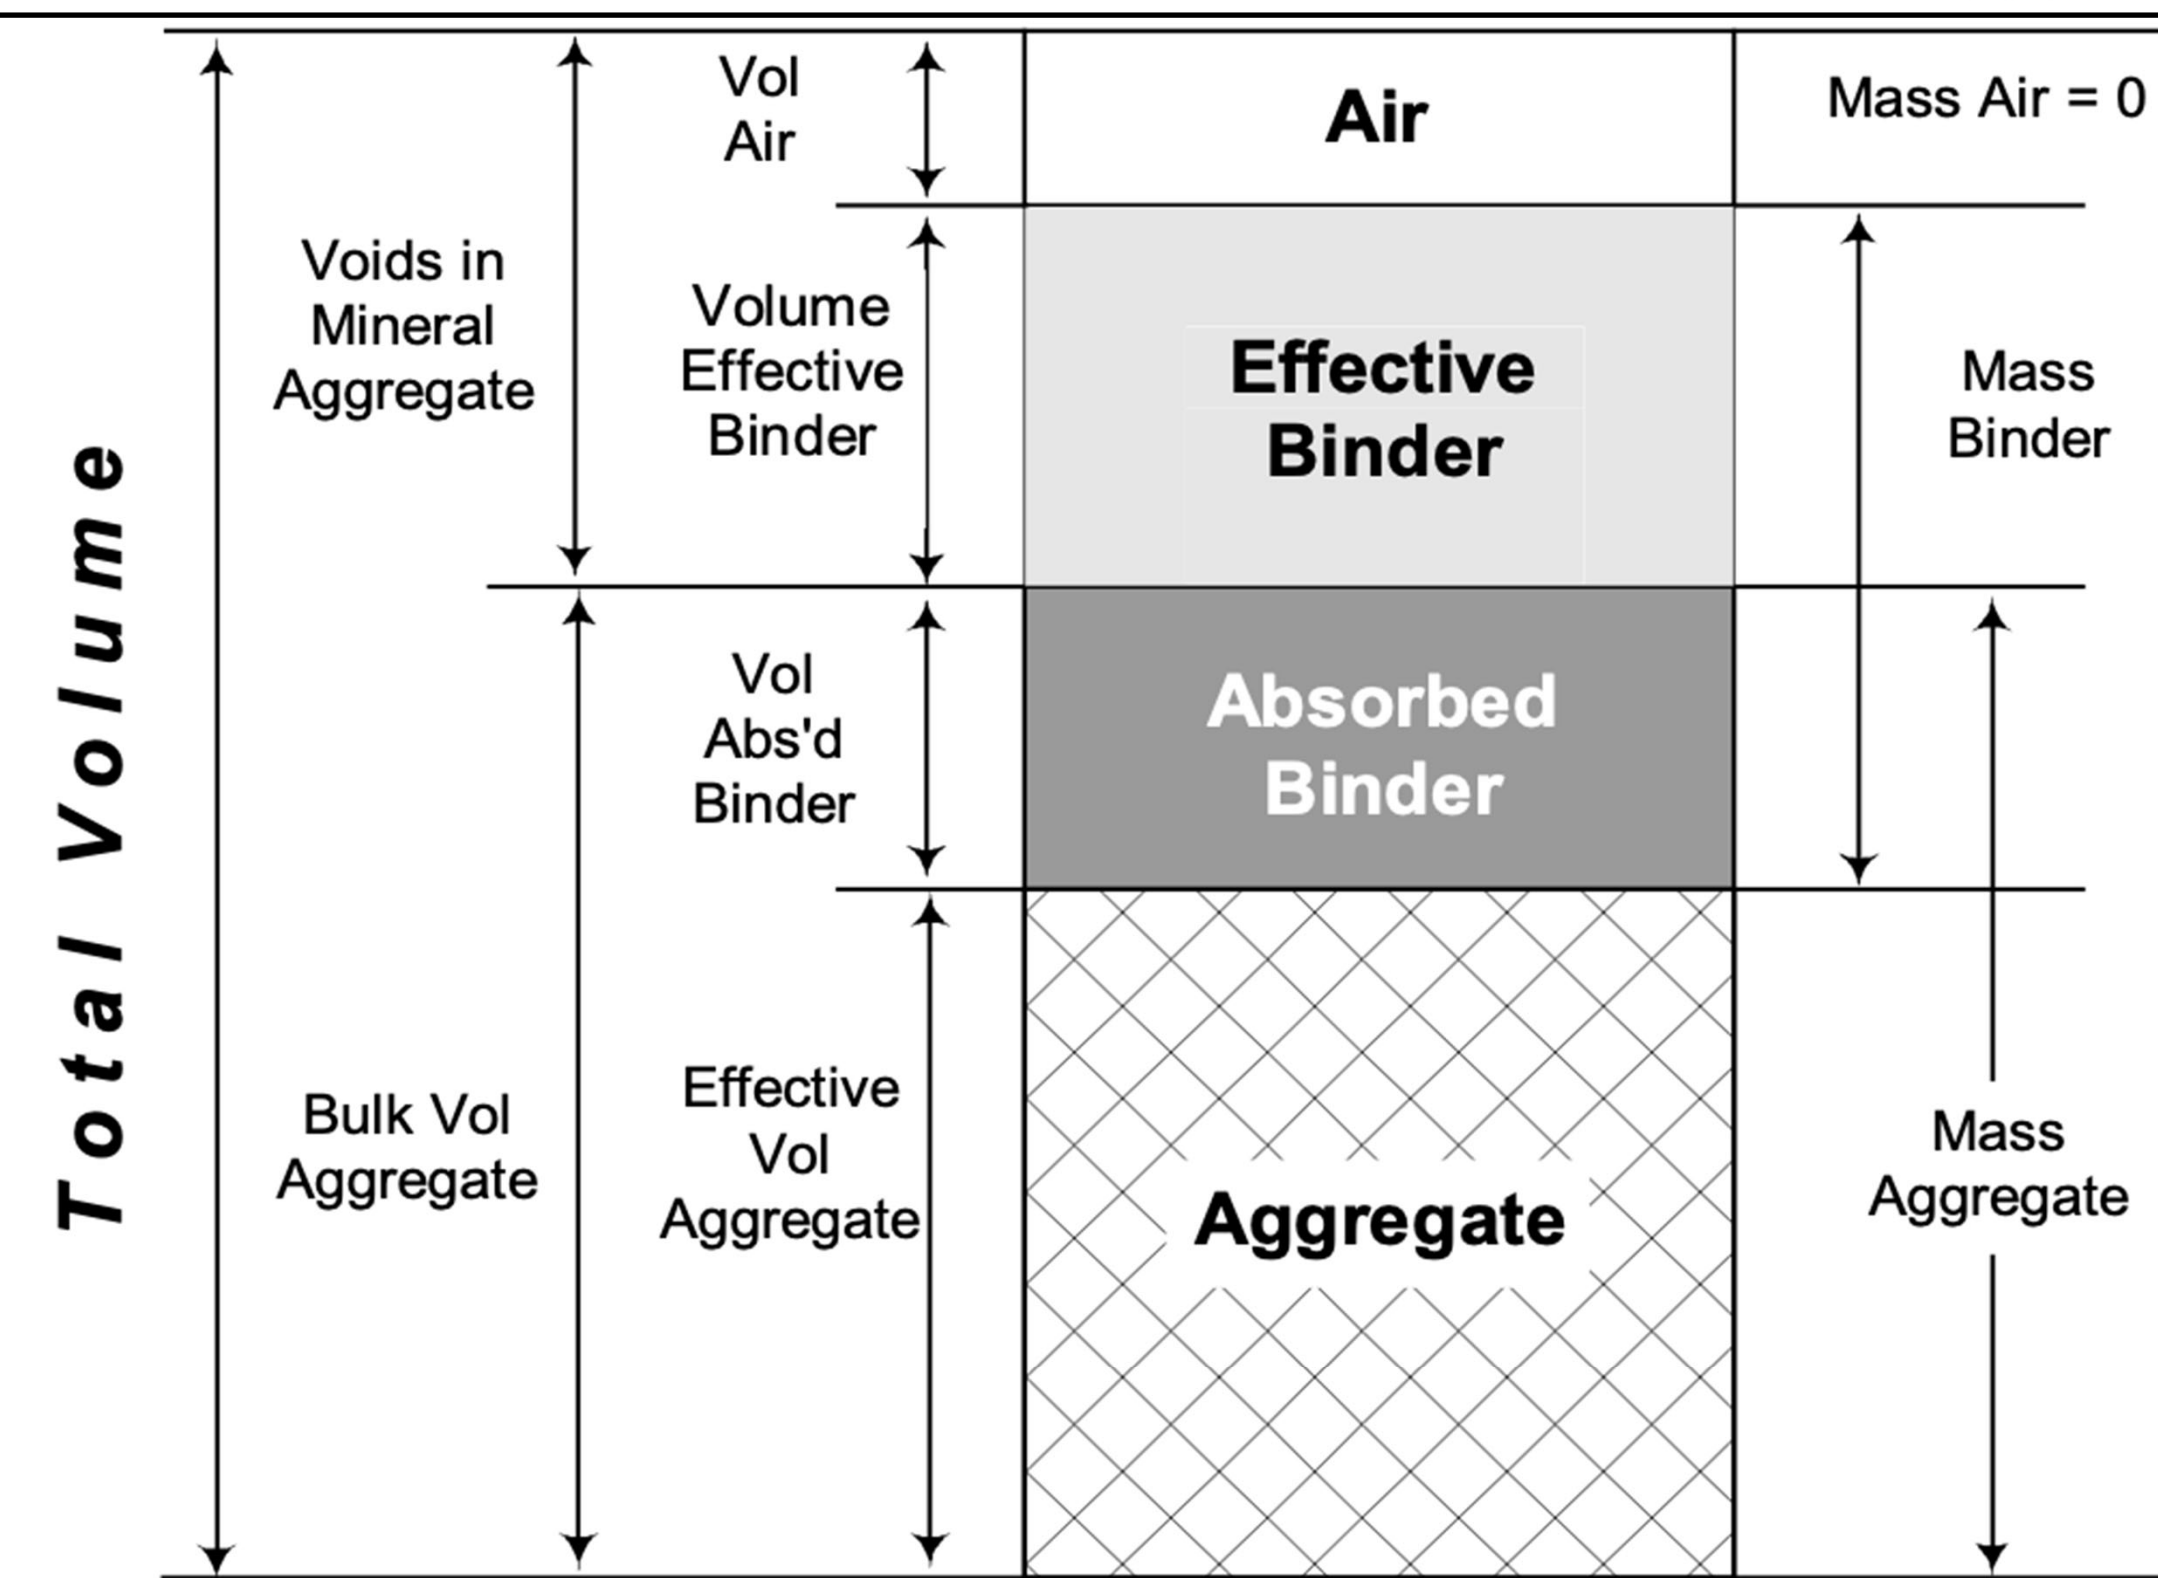 Total Volume
Voids in
Mineral
Aggregate
Bulk Vol
Aggregate
Vol
Air
Volume
Effective
Binder
Vol
Abs'd
Binder
Effective
Vol
Aggregate
Air
Effective
Binder
Absorbed
Binder
Aggregate
Mass Air = 0
Mass
Binder
Mass
Aggregate